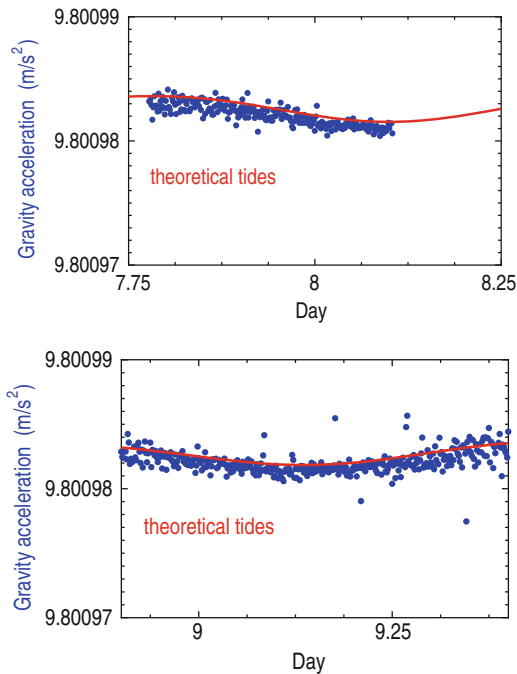 9.80099
9.80098
9.80097
Gravity acceleration (m/s²)
theoretical tides
7.75
8
8.25
Day
9.80099
9.80098
9.80097
Gravity acceleration (m/s²)
theoretical tides
9
9.25
Day